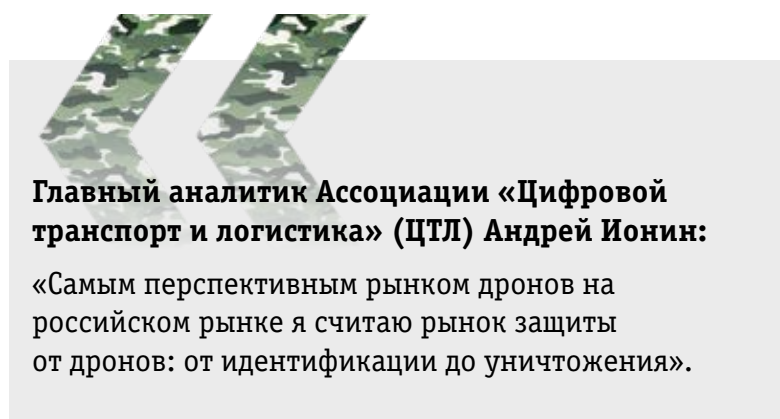 Главный аналитик Ассоциации «Цифровой
транспорт и логистика» (ЦТЛ) Андрей Ионин:
«Самым перспективным рынком дронов на
российском рынке я считаю рынок защиты
от дронов: от идентификации до уничтожения».